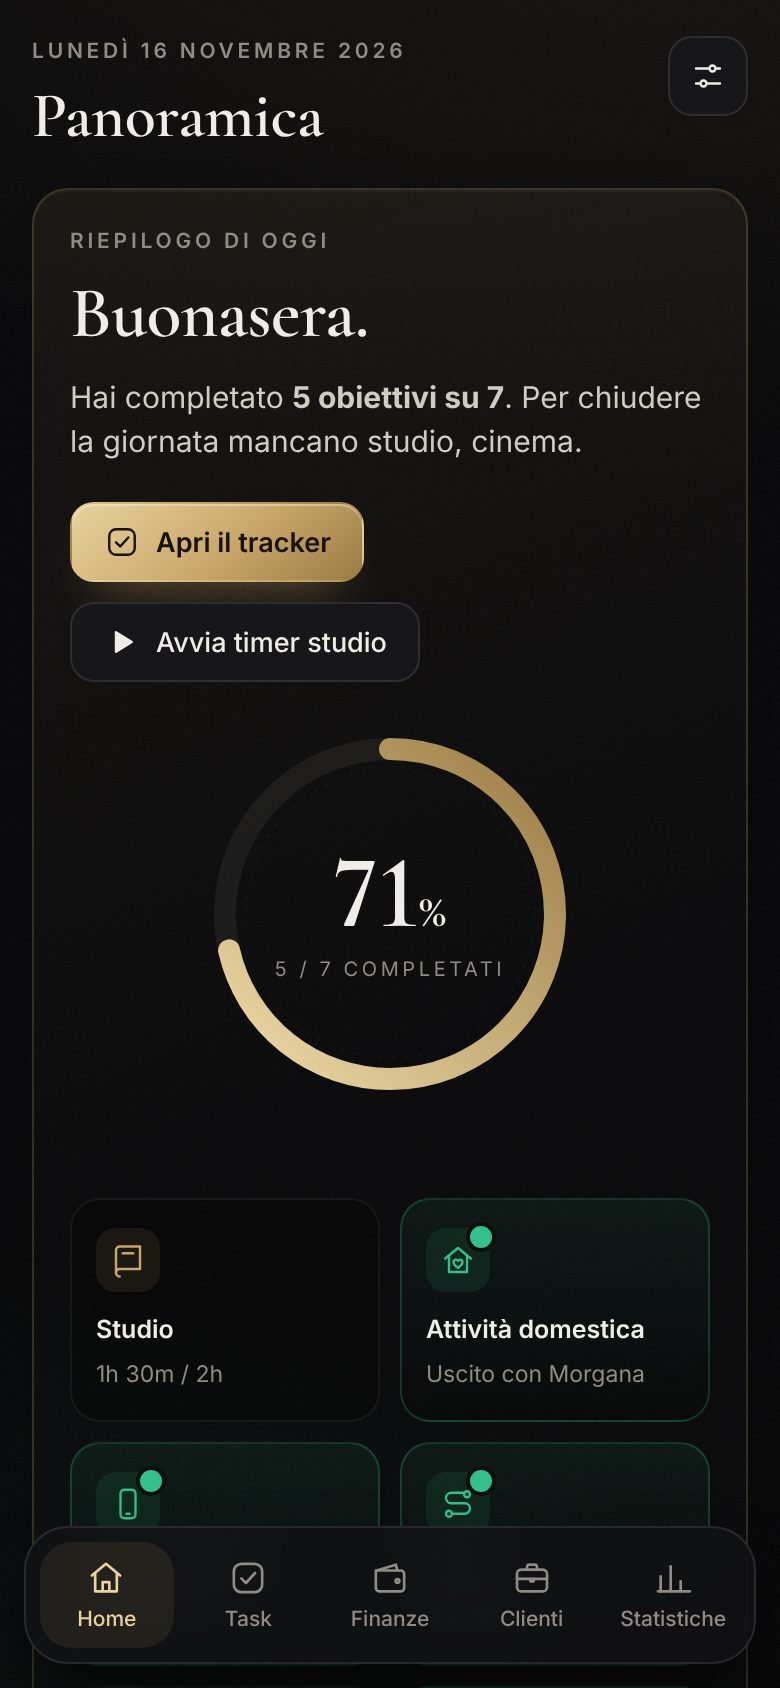 LUNEDÌ 16 NOVEMBRE 2026
Panoramica
RIEPILOGO DI OGGI
Buonasera.
Hai completato 5 obiettivi su 7. Per chiudere
la giornata mancano studio, cinema.
Apri il tracker
Avvia timer studio
71%
5 / 7 COMPLETATI
Studio
1h 30m / 2h
Attività domestica
Uscito con Morgana
Home
Task
Finanze
Clienti
Statistiche